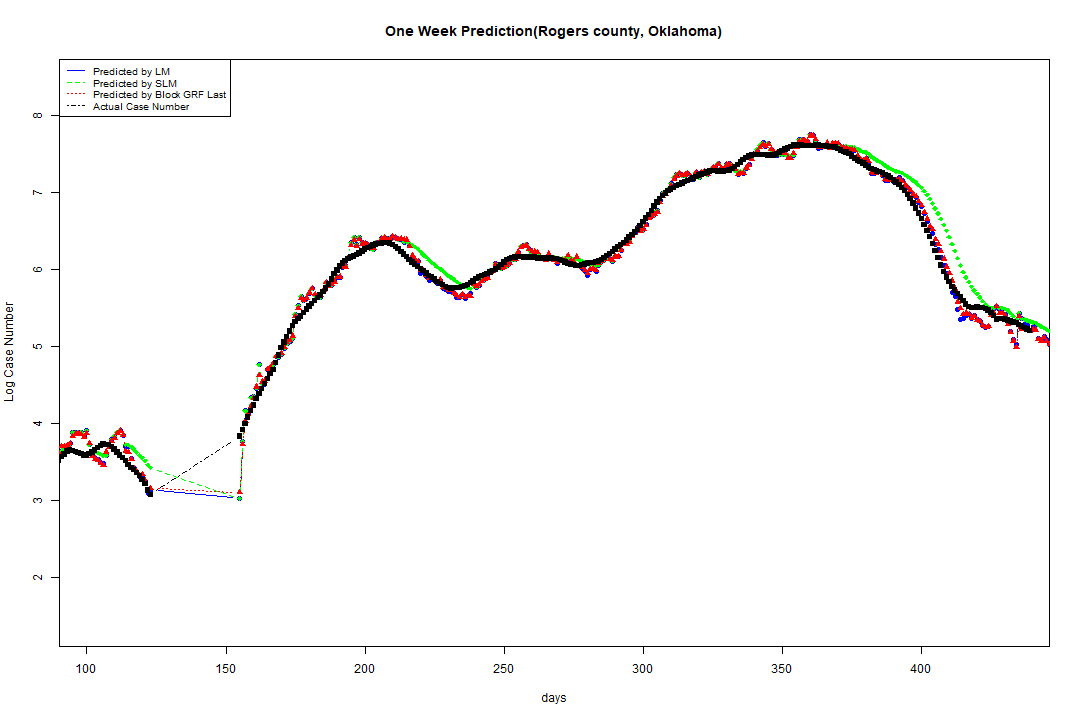 One Week Prediction(Rogers county, Oklahoma)
Predicted by LM
Predicted by SLM
Predicted by Block GRF Last
Actual Case Number
8
7
6
5
4
3
2
Log Case Number
100 150 200 250 300 350 400
days